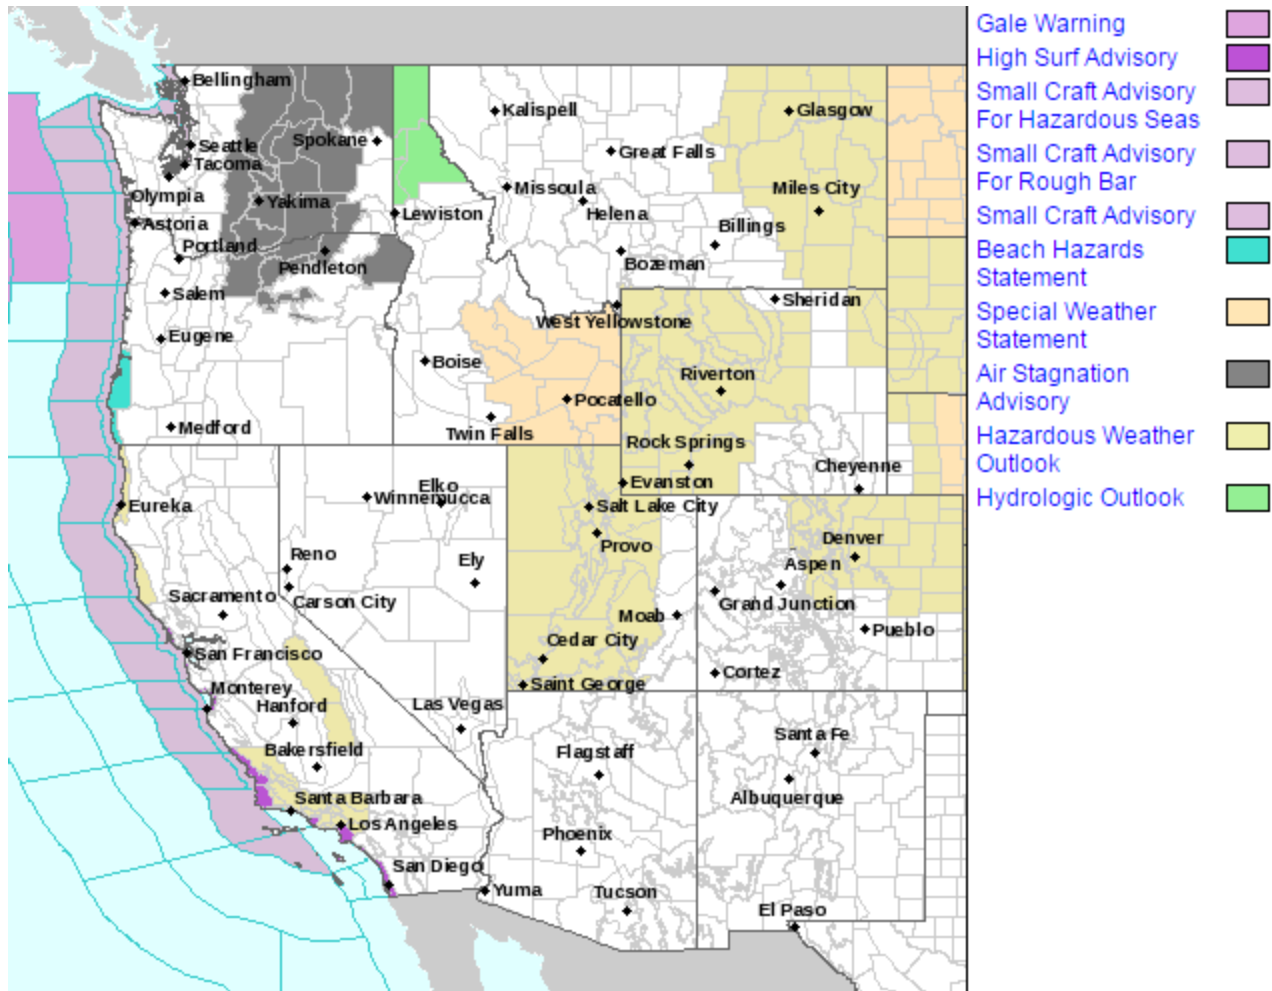 Gale Warning
High Surf Advisory
Small Craft Advisory
For Hazardous Seas
Small Craft Advisory
For Rough Bar
Small Craft Advisory
Beach Hazards
Statement
Special Weather
Statement
Air Stagnation
Advisory
Hazardous Weather
Outlook
Hydrologic Outlook
Bellingham
Kalispell
Glasgow
Seattle
Spokane
Tacoma
Great Falls
Olympia
Yakima
Missoula
Miles City
Astoria
Lewiston
Helena
Billings
Portland
Pendleton
Bozeman
Salem
Sheridan
West Yellowstone
Eugene
Boise
Riverton
Pocatello
Medford
Twin Falls
Rock Springs
Cheyenne
Evanston
Elko
Winnemucca
Eureka
Salt Lake City
Provo
Denver
Reno
Ely
Aspen
Sacramento
Carson City
Grand Junction
Moab
Pueblo
Cedar City
San Francisco
Cortez
Saint George
Monterey
Hanford
Las Vegas
Santa Fe
Bakersfield
Flagstaff
Santa Barbara
Albuquerque
Los Angeles
Phoenix
San Diego
Yuma
Tucson
El Paso